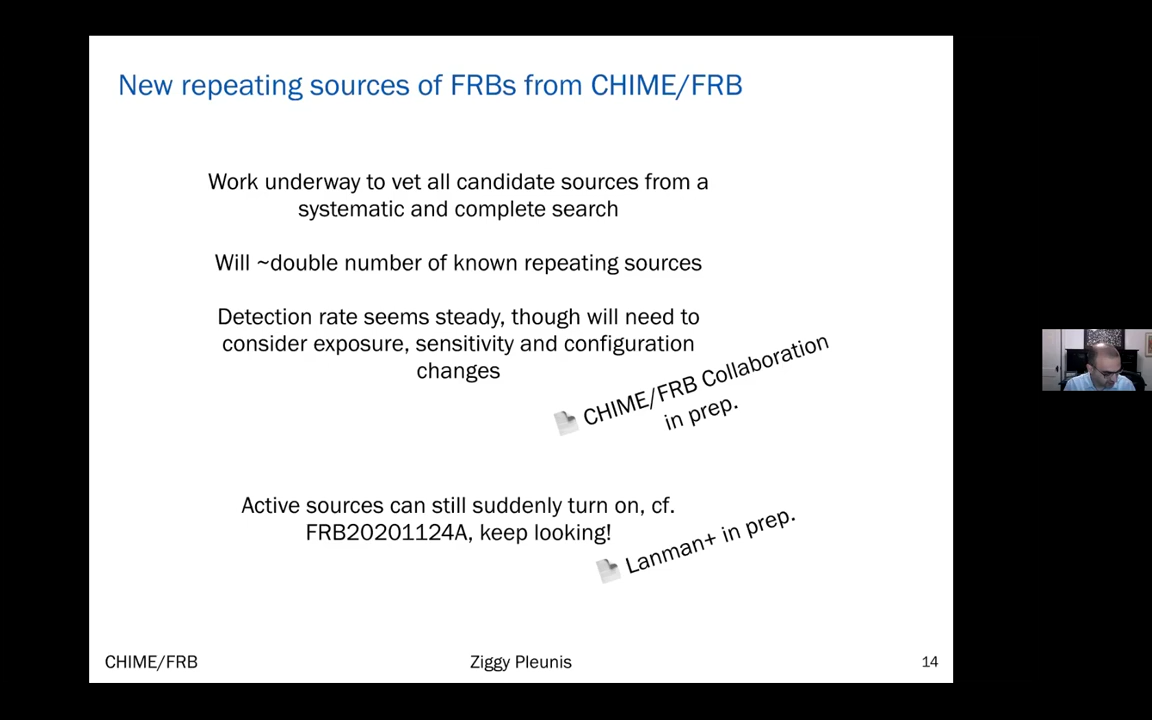 New repeating sources of FRBs from CHIME/FRB
Work underway to vet all candidate sources from a
systematic and complete search
Will ~double number of known repeating sources
Detection rate seems steady, though will need to
consider exposure, sensitivity and configuration
changes
CHIME/FRB Collaboration
in prep.
Active sources can still suddenly turn on, cf.
FRB20201124A, keep looking!
Lanman+ in prep.
CHIME/FRB
Ziggy Pleunis
14